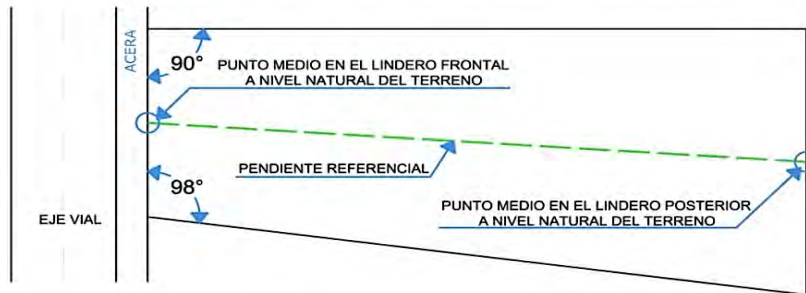 ACERA
90°
PUNTO MEDIO EN EL LINDERO FRONTAL
A NIVEL NATURAL DEL TERRENO
PENDIENTE REFERENCIAL
98°
PUNTO MEDIO EN EL LINDERO POSTERIOR
A NIVEL NATURAL DEL TERRENO
EJE VIAL